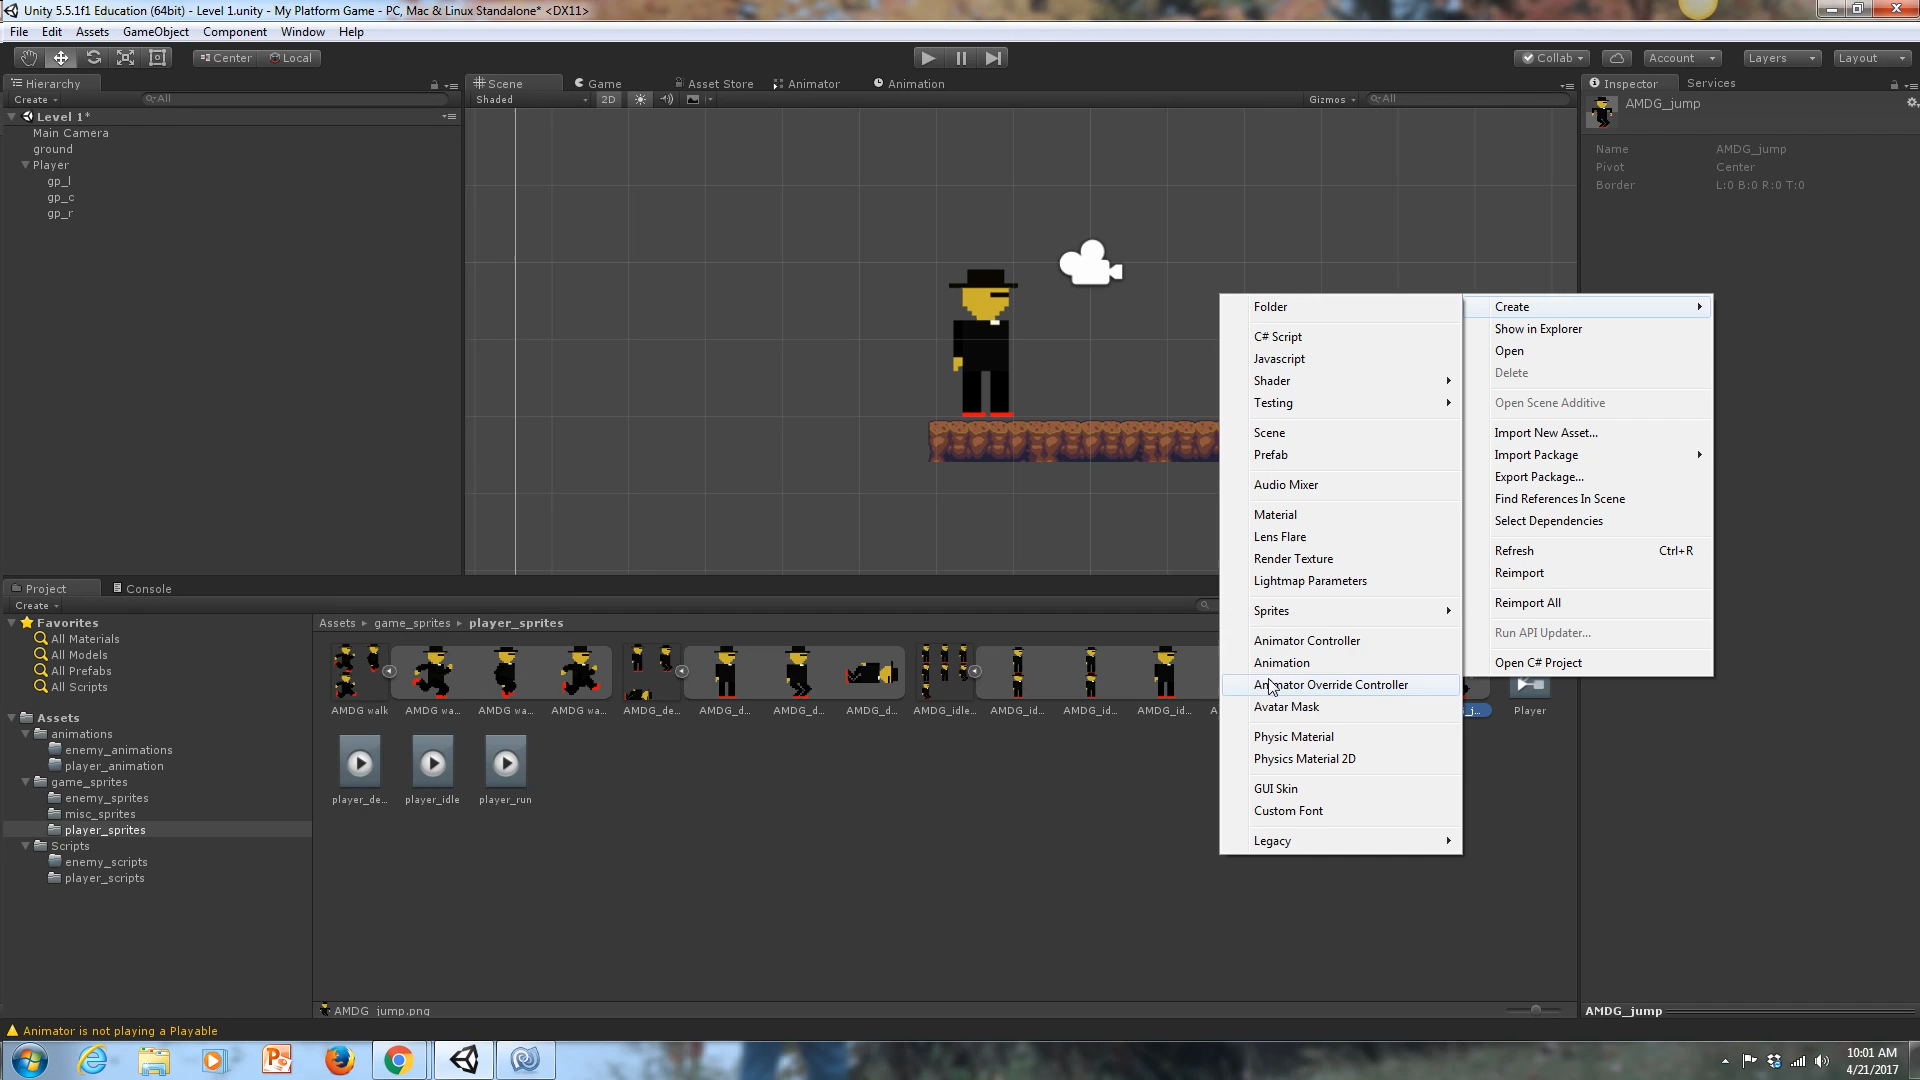 Unity 5.5.1f1 Education (64bit) - Level 1.unity - My Platform Game - PC, Mac & Linux Standalone* <DX11>
File Edit Assets GameObject Component Window Help
Center Local Collab Account Layers Layout
Hierarchy
Create All
Level 1*
Main Camera
ground
Player
gp_l
gp_c
gp_r
Scene Game Asset Store Animator Animation
Shaded 2D Gizmos All
Inspector Services
AMDG_jump
Name AMDG_jump
Pivot Center
Border L:0 B:0 R:0 T:0
Folder
C# Script
Javascript
Shader
Testing
Scene
Prefab
Audio Mixer
Material
Lens Flare
Render Texture
Lightmap Parameters
Sprites
Animator Controller
Animation
Animator Override Controller
Avatar Mask
Physic Material
Physics Material 2D
GUI Skin
Custom Font
Legacy
Create
Show in Explorer
Open
Delete
Open Scene Additive
Import New Asset...
Import Package
Export Package...
Find References In Scene
Select Dependencies
Refresh Ctrl+R
Reimport
Reimport All
Run API Updater...
Open C# Project
Project Console
Create
Favorites
All Materials
All Models
All Prefabs
All Scripts
Assets
animations
enemy_animations
player_animation
game_sprites
enemy_sprites
misc_sprites
player_sprites
Scripts
enemy_scripts
player_scripts
Assets game_sprites player_sprites
AMDG walk AMDG wa... AMDG wa... AMDG wa... AMDG_de... AMDG_d... AMDG_d... AMDG_d... AMDG_idle... AMDG_id... AMDG_id... AMDG_id... Player
player_de... player_idle player_run
AMDG_jump.png
AMDG_jump
Animator is not playing a Playable
10:01 AM
4/21/2017